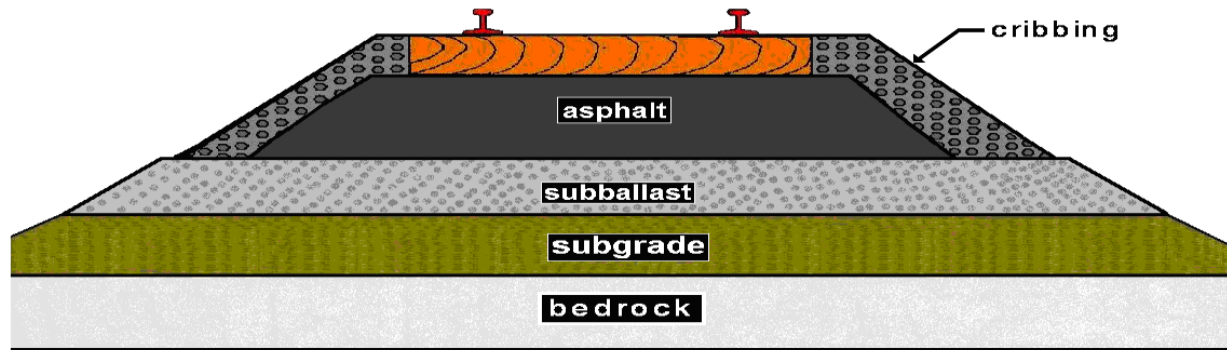 cribbing
asphalt
subballast
subgrade
bedrock